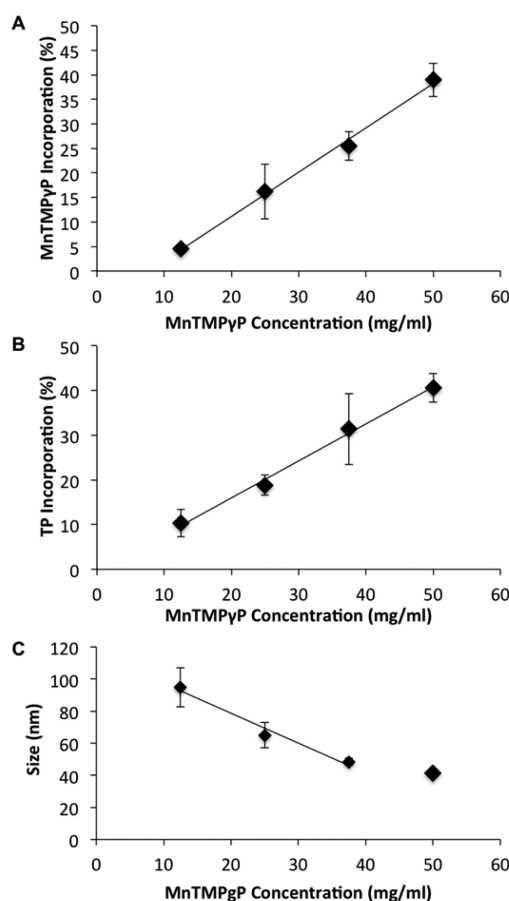 A
MnTMPγP Incorporation (%)
50
45
40
35
30
25
20
15
10
5
0
0 10 20 30 40 50 60
MnTMPγP Concentration (mg/ml)
B
TP Incorporation (%)
50
40
30
20
10
0
0 10 20 30 40 50 60
MnTMPγP Concentration (mg/ml)
C
Size (nm)
120
100
80
60
40
20
0
0 10 20 30 40 50 60
MnTMPgP Concentration (mg/ml)